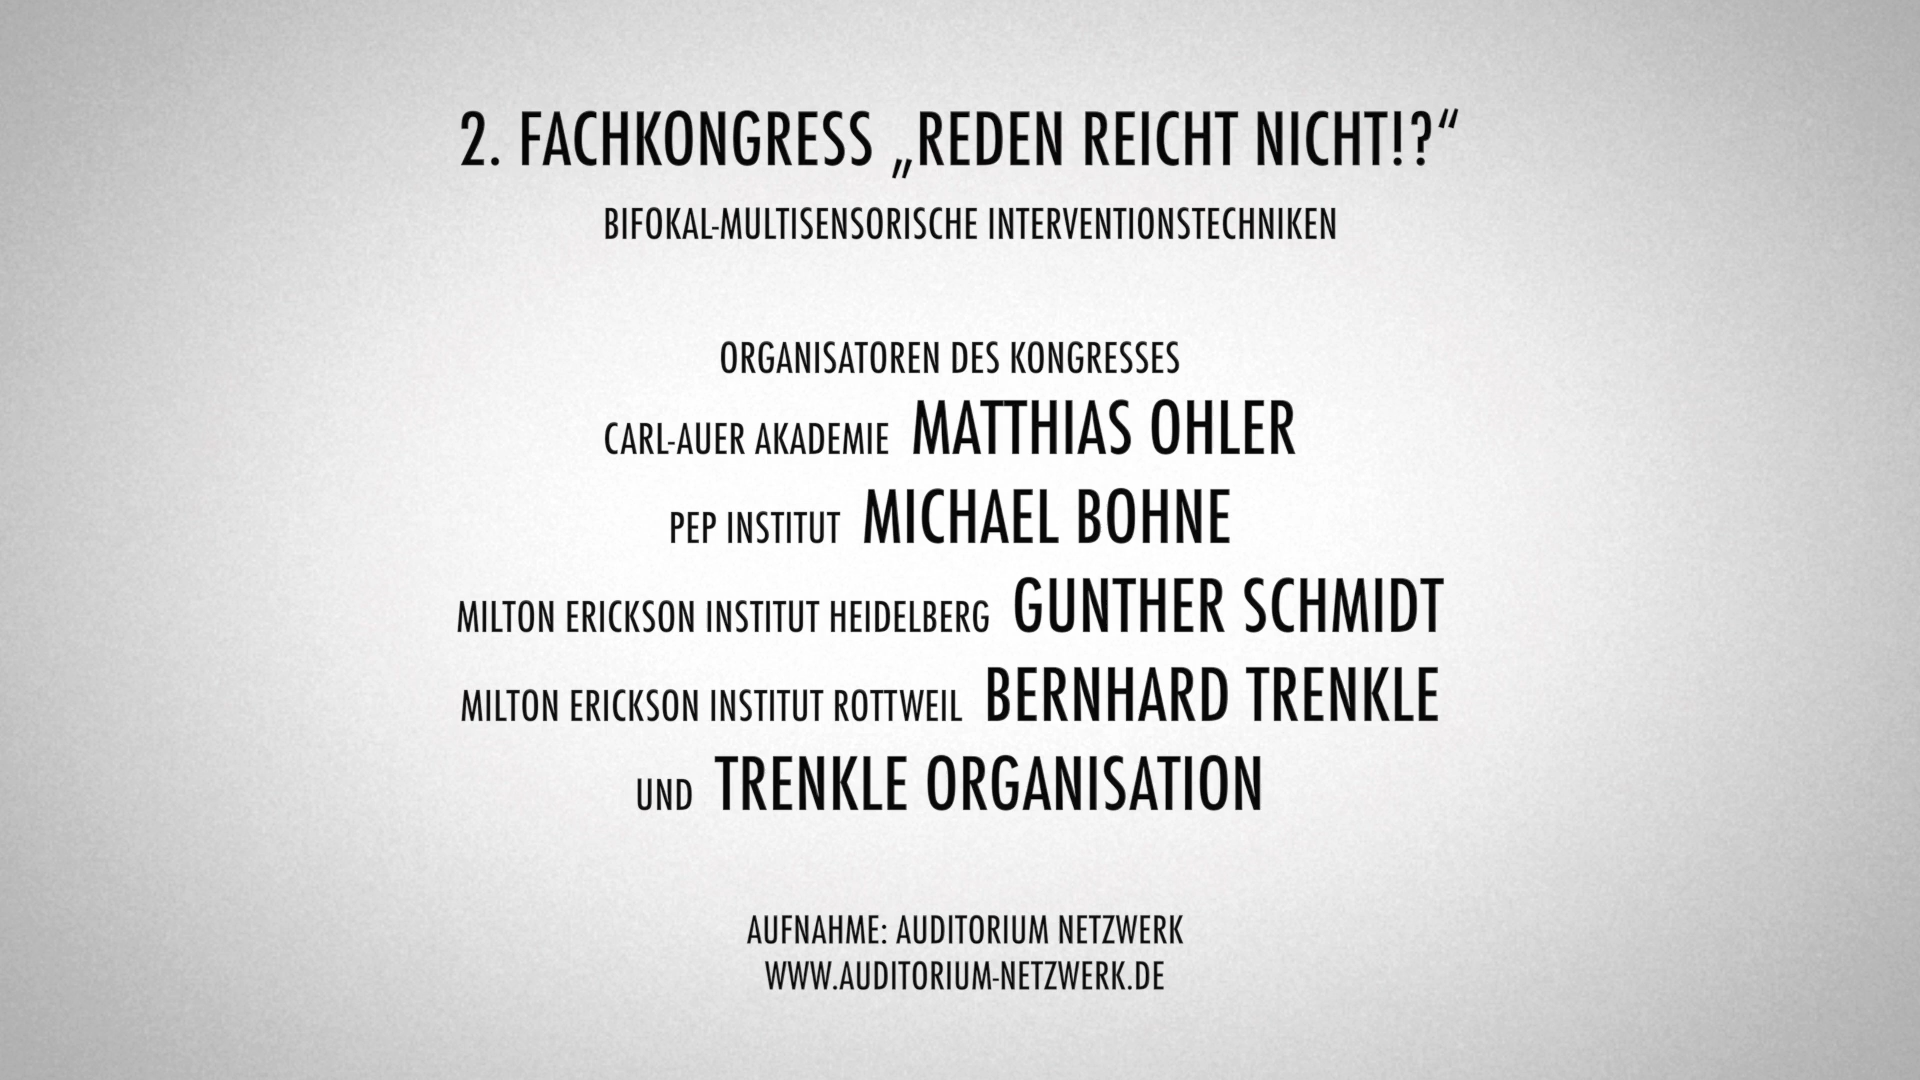 2. FACHKONGRESS „REDEN REICHT NICHT!?“
BIFOKAL-MULTISENSORISCHE INTERVENTIONSTECHNIKEN
ORGANISATOREN DES KONGRESSES
CARL-AUER AKADEMIE MATTHIAS OHLER
PEP INSTITUT MICHAEL BOHNE
MILTON ERICKSON INSTITUT HEIDELBERG GUNTHER SCHMIDT
MILTON ERICKSON INSTITUT ROTTWEIL BERNHARD TRENKLE
UND TRENKLE ORGANISATION
AUFNAHME: AUDITORIUM NETZWERK
WWW.AUDITORIUM-NETZWERK.DE